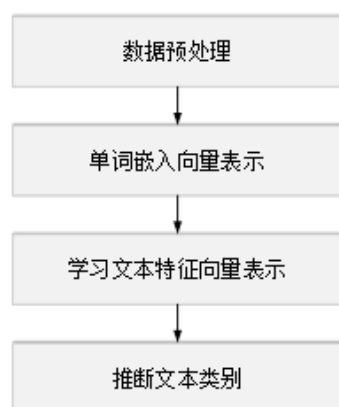 数据预处理
单词嵌入向量表示
学习文本特征向量表示
推断文本类别